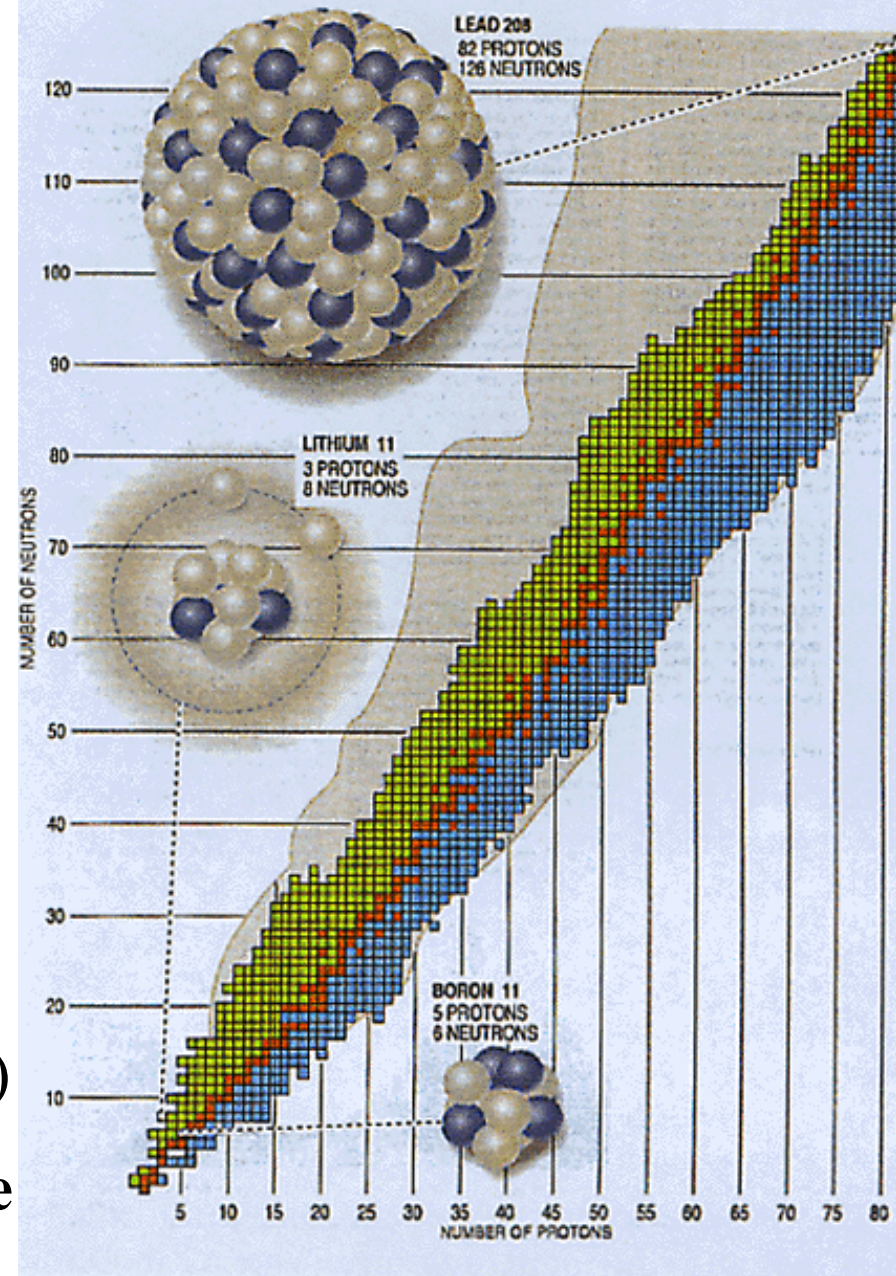 LEAD 208
82 PROTONS
126 NEUTRONS
120
110
100
90
80
70
60
50
40
30
20
10
NUMBER OF NEUTRONS
LITHIUM 11
3 PROTONS
8 NEUTRONS
BORON 11
5 PROTONS
6 NEUTRONS
)
e
5 10 15 20 25 30 35 40 45 50 55 60 65 70 75 80
NUMBER OF PROTONS